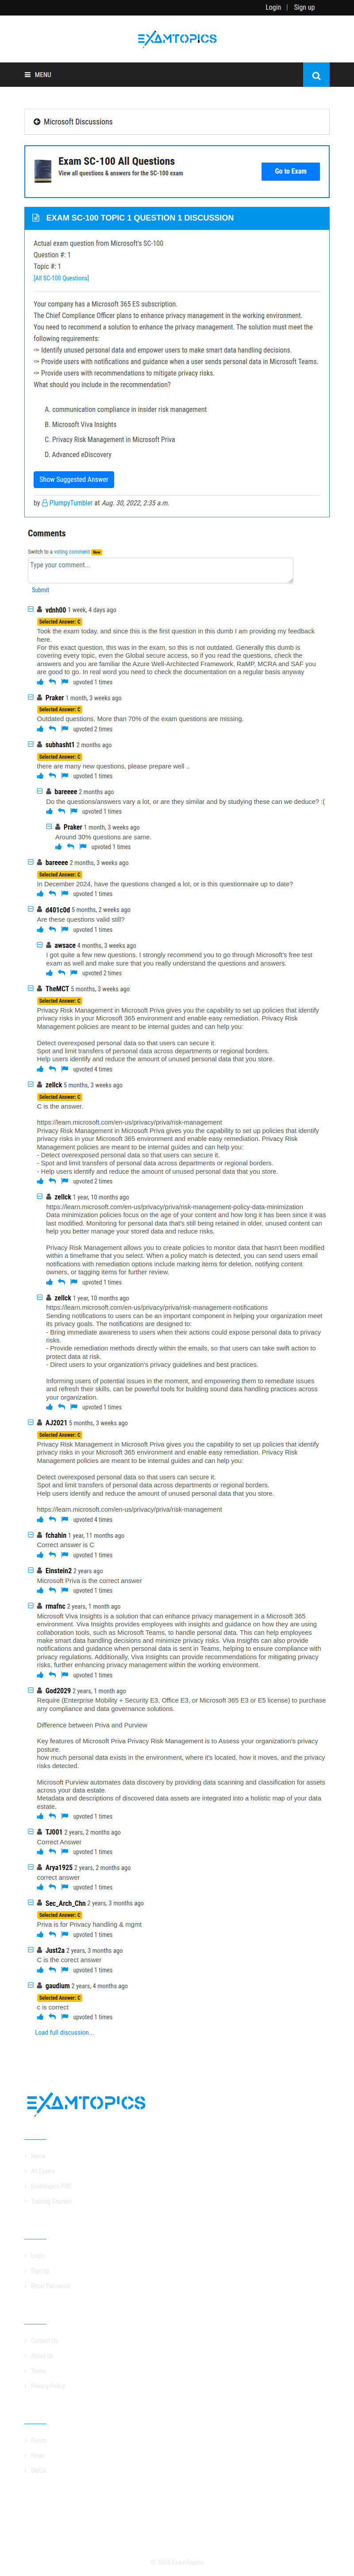 Login | Sign up
EXAMTOPICS
MENU
Microsoft Discussions
Exam SC-100 All Questions
View all questions & answers for the SC-100 exam
Go to Exam
EXAM SC-100 TOPIC 1 QUESTION 1 DISCUSSION
Actual exam question from Microsoft's SC-100
Question #: 1
Topic #: 1
[All SC-100 Questions]
Your company has a Microsoft 365 ES subscription.
The Chief Compliance Officer plans to enhance privacy management in the working environment.
You need to recommend a solution to enhance the privacy management. The solution must meet the
following requirements:
✑ Identify unused personal data and empower users to make smart data handling decisions.
✑ Provide users with notifications and guidance when a user sends personal data in Microsoft Teams.
✑ Provide users with recommendations to mitigate privacy risks.
What should you include in the recommendation?
A. communication compliance in insider risk management
B. Microsoft Viva Insights
C. Privacy Risk Management in Microsoft Priva
D. Advanced eDiscovery
Show Suggested Answer
by PlumpyTumbler at Aug. 30, 2022, 2:35 a.m.
Comments
Switch to a voting comment New
Type your comment...
Submit
vdnh00 1 week, 4 days ago
Selected Answer: C
Took the exam today, and since this is the first question in this dumb I am providing my feedback
here.
For this exact question, this was in the exam, so this is not outdated. Generally this dumb is
covering every topic, even the Global secure access, so if you read the questions, check the
answers and you are familiar the Azure Well-Architected Framework, RaMP, MCRA and SAF you
are good to go. In real word you need to check the documentation on a regular basis anyway
upvoted 1 times
Praker 1 month, 3 weeks ago
Selected Answer: C
Outdated questions. More than 70% of the exam questions are missing.
upvoted 2 times
subhasht1 2 months ago
Selected Answer: C
there are many new questions, please prepare well ..
upvoted 1 times
bareeee 2 months ago
Do the questions/answers vary a lot, or are they similar and by studying these can we deduce? :(
upvoted 1 times
Praker 1 month, 3 weeks ago
Around 30% questions are same.
upvoted 1 times
bareeee 2 months, 3 weeks ago
Selected Answer: C
In December 2024, have the questions changed a lot, or is this questionnaire up to date?
upvoted 1 times
d401c0d 5 months, 2 weeks ago
Are these questions valid still?
upvoted 1 times
awsace 4 months, 3 weeks ago
I got quite a few new questions. I strongly recommend you to go through Microsoft's free test
exam as well and make sure that you really understand the questions and answers.
upvoted 2 times
TheMCT 5 months, 3 weeks ago
Selected Answer: C
Privacy Risk Management in Microsoft Priva gives you the capability to set up policies that identify
privacy risks in your Microsoft 365 environment and enable easy remediation. Privacy Risk
Management policies are meant to be internal guides and can help you:
Detect overexposed personal data so that users can secure it.
Spot and limit transfers of personal data across departments or regional borders.
Help users identify and reduce the amount of unused personal data that you store.
upvoted 4 times
zellck 5 months, 3 weeks ago
Selected Answer: C
C is the answer.
https://learn.microsoft.com/en-us/privacy/priva/risk-management
Privacy Risk Management in Microsoft Priva gives you the capability to set up policies that identify
privacy risks in your Microsoft 365 environment and enable easy remediation. Privacy Risk
Management policies are meant to be internal guides and can help you:
- Detect overexposed personal data so that users can secure it.
- Spot and limit transfers of personal data across departments or regional borders.
- Help users identify and reduce the amount of unused personal data that you store.
upvoted 2 times
zellck 1 year, 10 months ago
https://learn.microsoft.com/en-us/privacy/priva/risk-management-policy-data-minimization
Data minimization policies focus on the age of your content and how long it has been since it was
last modified. Monitoring for personal data that's still being retained in older, unused content can
help you better manage your stored data and reduce risks.
Privacy Risk Management allows you to create policies to monitor data that hasn't been modified
within a timeframe that you select. When a policy match is detected, you can send users email
notifications with remediation options include marking items for deletion, notifying content
owners, or tagging items for further review.
upvoted 1 times
zellck 1 year, 10 months ago
https://learn.microsoft.com/en-us/privacy/priva/risk-management-notifications
Sending notifications to users can be an important component in helping your organization meet
its privacy goals. The notifications are designed to:
- Bring immediate awareness to users when their actions could expose personal data to privacy
risks.
- Provide remediation methods directly within the emails, so that users can take swift action to
protect data at risk.
- Direct users to your organization's privacy guidelines and best practices.
Informing users of potential issues in the moment, and empowering them to remediate issues
and refresh their skills, can be powerful tools for building sound data handling practices across
your organization.
upvoted 1 times
AJ2021 5 months, 3 weeks ago
Selected Answer: C
Privacy Risk Management in Microsoft Priva gives you the capability to set up policies that identify
privacy risks in your Microsoft 365 environment and enable easy remediation. Privacy Risk
Management policies are meant to be internal guides and can help you:
Detect overexposed personal data so that users can secure it.
Spot and limit transfers of personal data across departments or regional borders.
Help users identify and reduce the amount of unused personal data that you store.
https://learn.microsoft.com/en-us/privacy/priva/risk-management
upvoted 4 times
fchahin 1 year, 11 months ago
Correct answer is C
upvoted 1 times
Einstein2 2 years ago
Microsoft Priva is the correct answer
upvoted 1 times
rmafnc 2 years, 1 month ago
Microsoft Viva Insights is a solution that can enhance privacy management in a Microsoft 365
environment. Viva Insights provides employees with insights and guidance on how they are using
collaboration tools, such as Microsoft Teams, to handle personal data. This can help employees
make smart data handling decisions and minimize privacy risks. Viva Insights can also provide
notifications and guidance when personal data is sent in Teams, helping to ensure compliance with
privacy regulations. Additionally, Viva Insights can provide recommendations for mitigating privacy
risks, further enhancing privacy management within the working environment.
upvoted 1 times
God2029 2 years, 1 month ago
Require (Enterprise Mobility + Security E3, Office E3, or Microsoft 365 E3 or E5 license) to purchase
any compliance and data governance solutions.
Difference between Priva and Purview
Key features of Microsoft Priva Privacy Risk Management is to Assess your organization's privacy
posture.
how much personal data exists in the environment, where it's located, how it moves, and the privacy
risks detected.
Microsoft Purview automates data discovery by providing data scanning and classification for assets
across your data estate.
Metadata and descriptions of discovered data assets are integrated into a holistic map of your data
estate.
upvoted 1 times
TJ001 2 years, 2 months ago
Correct Answer
upvoted 1 times
Arya1925 2 years, 2 months ago
correct answer
upvoted 1 times
Sec_Arch_Chn 2 years, 3 months ago
Selected Answer: C
Priva is for Privacy handling & mgmt
upvoted 1 times
Just2a 2 years, 3 months ago
C is the corect answer
upvoted 1 times
gaudium 2 years, 4 months ago
Selected Answer: C
c is correct
upvoted 1 times
Load full discussion...
EXAMTOPICS
Home
All Exams
Examtopics PRO
Training Courses
Login
Sign up
Reset Password
Contact Us
About Us
Terms
Privacy Policy
Forum
News
DMCA